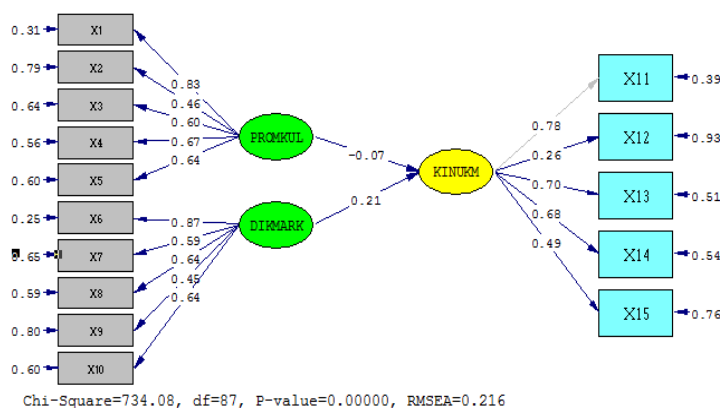 0.31 X1
0.79 X2
0.64 X3
0.56 X4
0.60 X5
0.25 X6
0.65 X7
0.59 X8
0.80 X9
0.60 X10
0.83
0.46
0.60
0.67
0.64
0.87
0.59
0.64
0.45
0.64
PROMKUL
DIKMARK
-0.07
0.21
KINUKM
0.78
0.26
0.70
0.68
0.49
X11 0.39
X12 0.93
X13 0.51
X14 0.54
X15 0.76
Chi-Square=734.08, df=87, P-value=0.00000, RMSEA=0.216